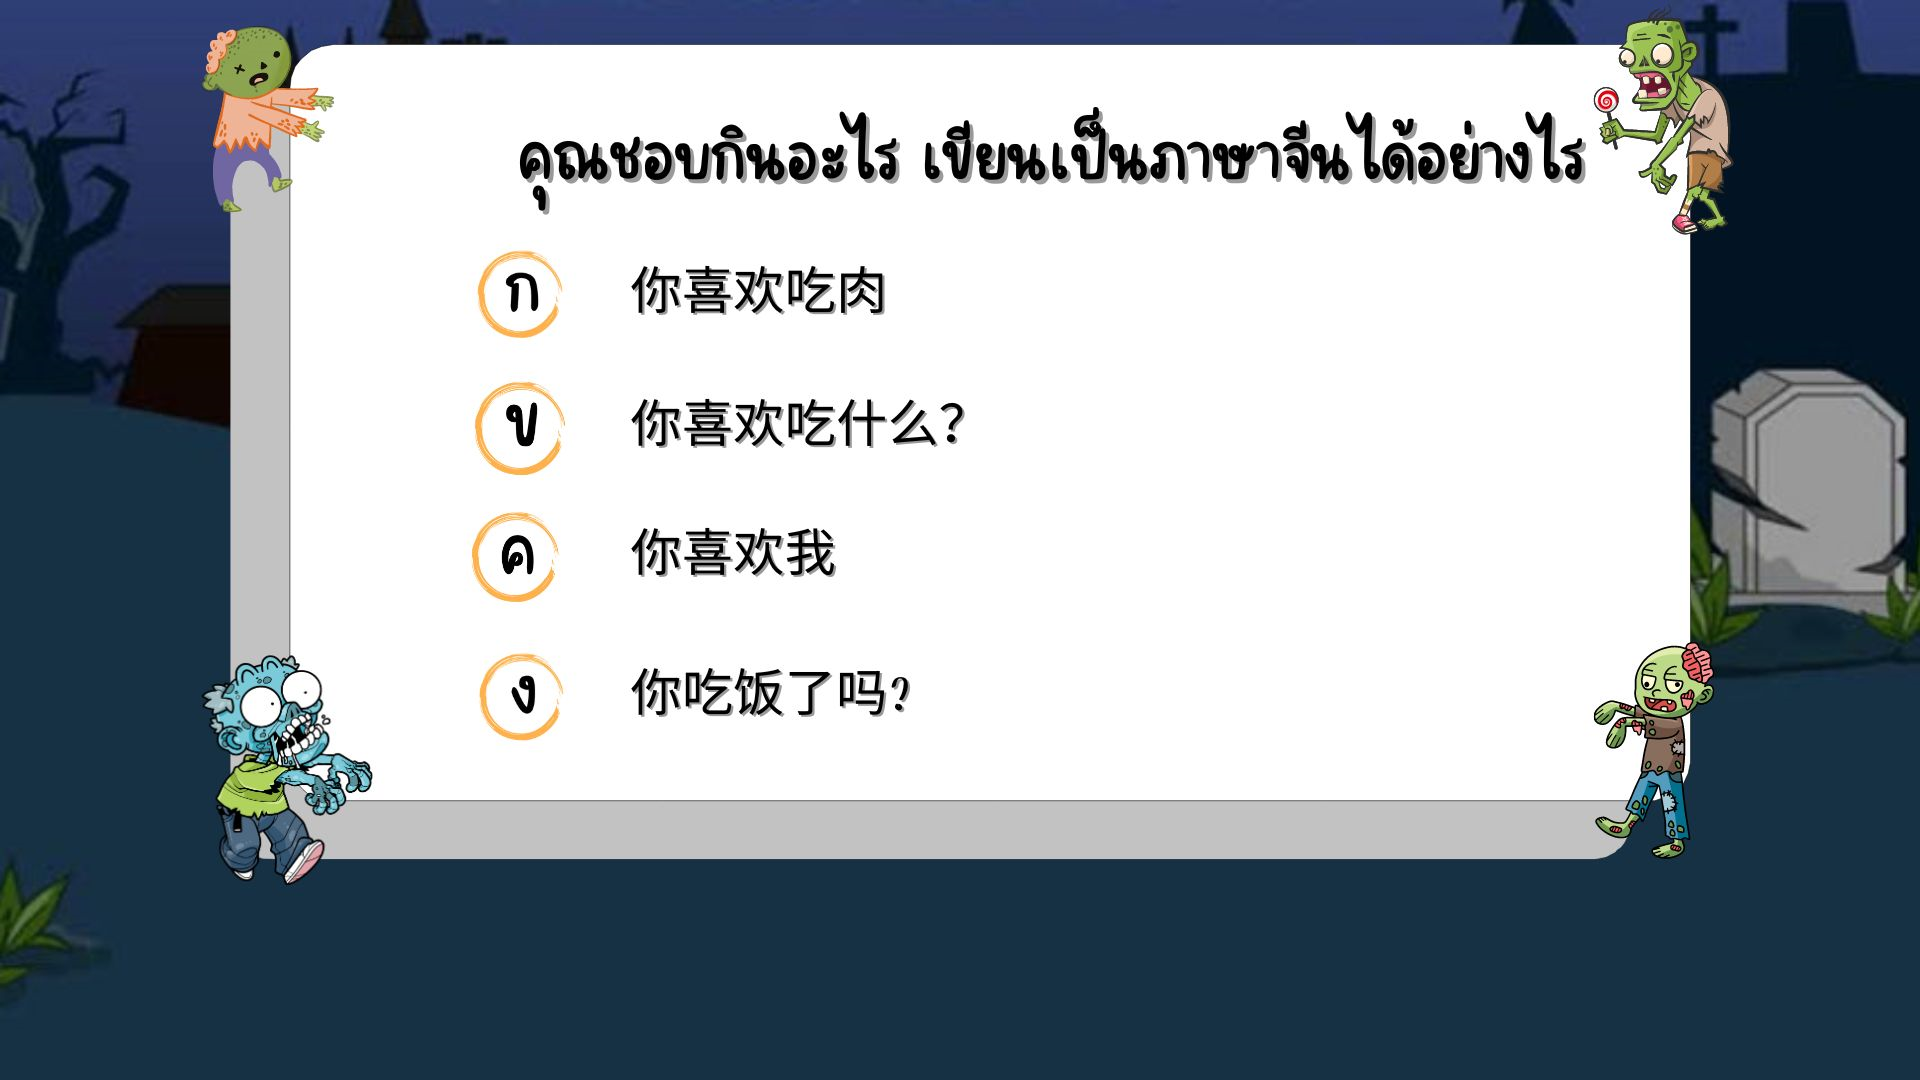 คุณชอบกินอะไร เขียนเป็นภาษาจีนได้อย่างไร
ก 你喜欢吃肉
ข 你喜欢吃什么?
ค 你喜欢我
ง 你吃饭了吗?